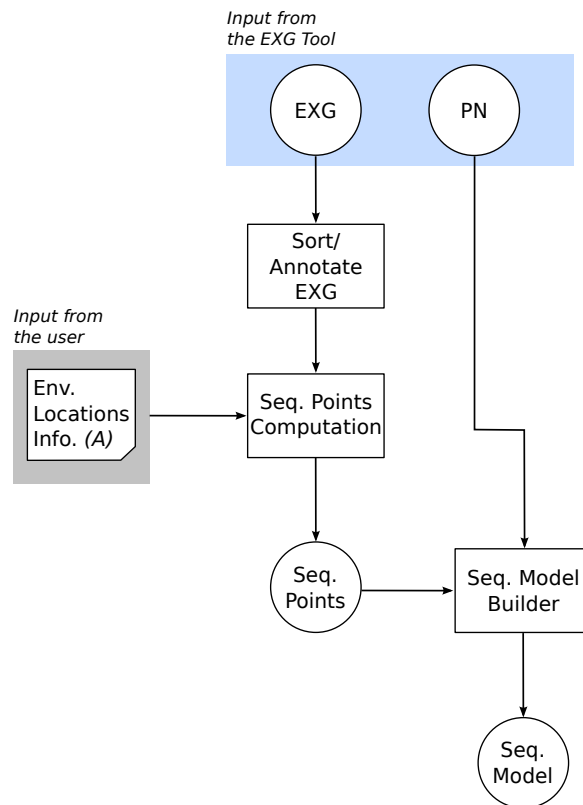 Input from
the EXG Tool
EXG
PN
Sort/
Annotate
EXG
Input from
the user
Env.
Locations
Info. (A)
Seq. Points
Computation
Seq.
Points
Seq. Model
Builder
Seq.
Model